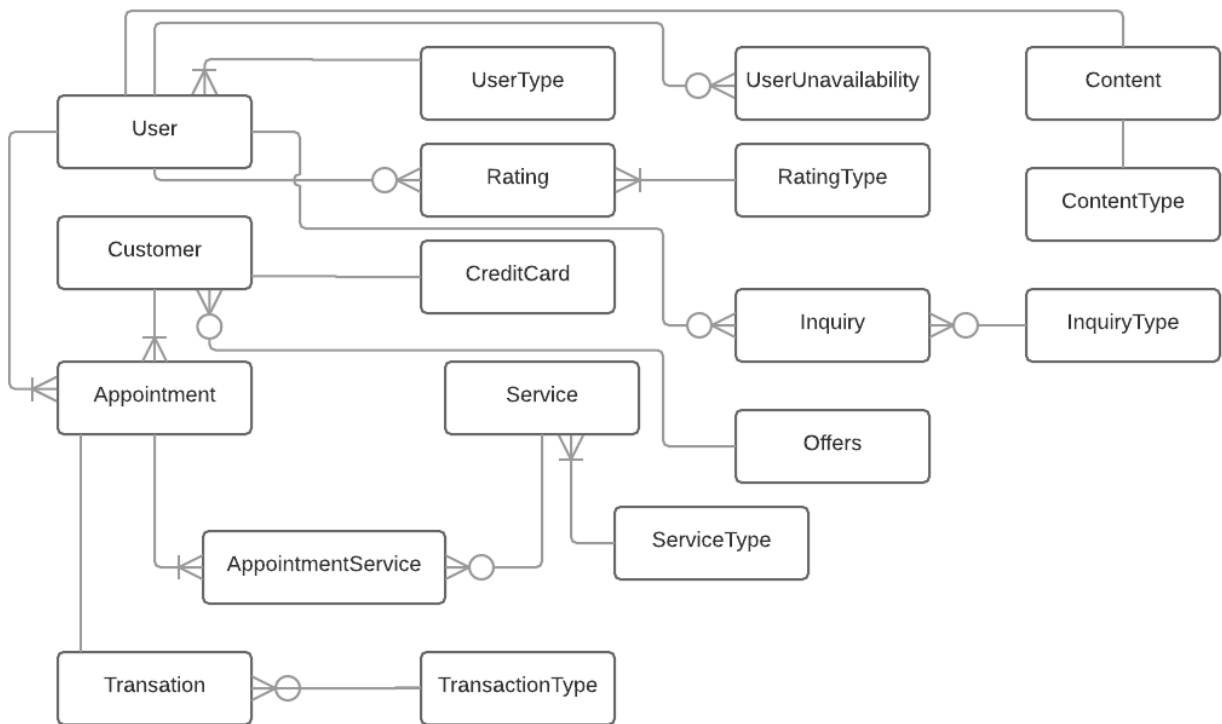 UserType
UserUnavailability
Content
User
Rating
RatingType
ContentType
Customer
CreditCard
Inquiry
InquiryType
Appointment
Service
Offers
ServiceType
AppointmentService
Transation
TransactionType